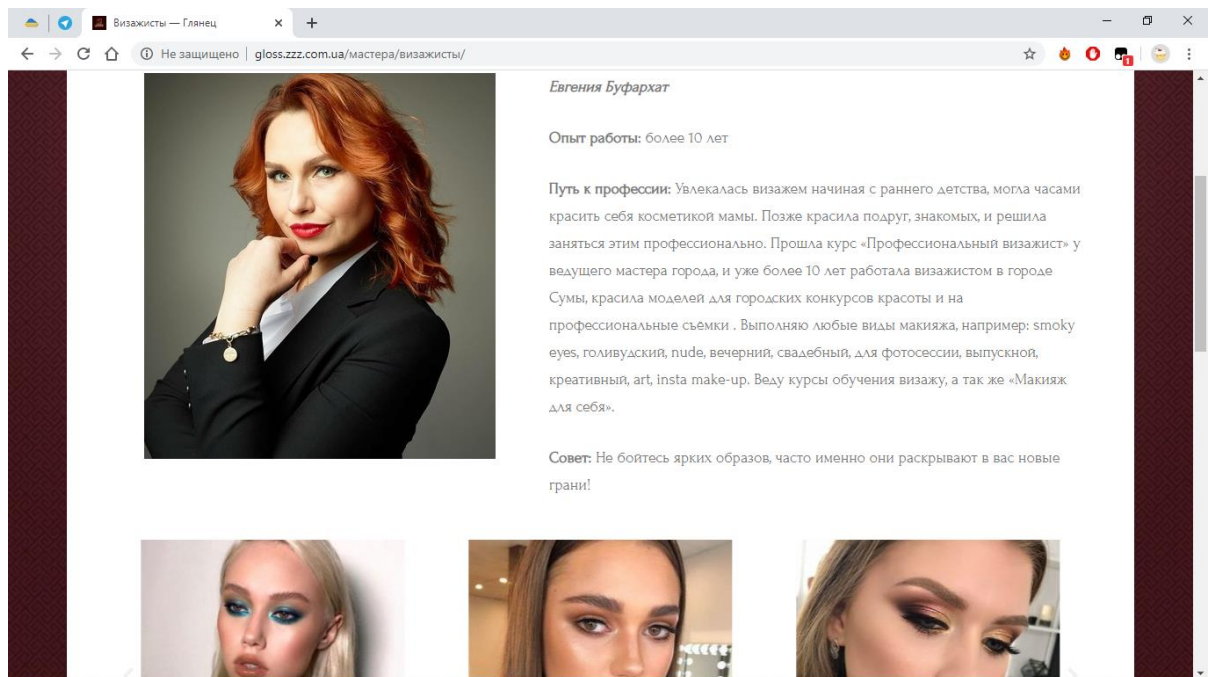 Визажисты — Глянец
Не защищено
gloss.zzz.com.ua/мастера/визажисты/
1
Евгения Буфархат
Опыт работы: более 10 лет
Путь к профессии: Увлекалась визажем начиная с раннего детства, могла часами
красить себя косметикой мамы. Позже красила подруг, знакомых, и решила
заняться этим профессионально. Прошла курс «Профессиональный визажист» у
ведущего мастера города, и уже более 10 лет работала визажистом в городе
Сумы, красила моделей для городских конкурсов красоты и на
профессиональные съёмки . Выполняю любые виды макияжа, например: smoky
eyes, голивудский, nude, вечерний, свадебный, для фотосессии, выпускной,
креативный, art, insta make-up. Веду курсы обучения визажу, а так же «Макияж
для себя».
Совет: Не бойтесь ярких образов, часто именно они раскрывают в вас новые
грани!